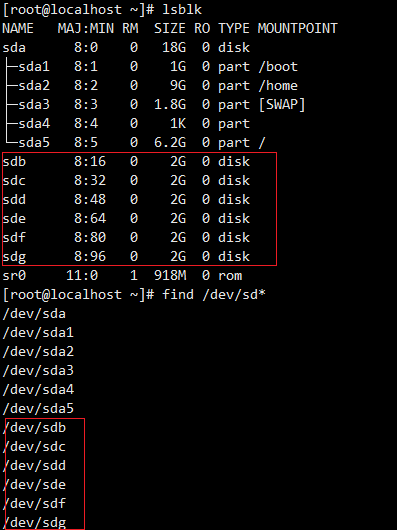 [root@localhost ~]# lsblk
NAME   MAJ:MIN RM  SIZE RO TYPE MOUNTPOINT
sda      8:0    0   18G  0 disk
├─sda1   8:1    0    1G  0 part /boot
├─sda2   8:2    0    9G  0 part /home
├─sda3   8:3    0  1.8G  0 part [SWAP]
├─sda4   8:4    0    1K  0 part
└─sda5   8:5    0  6.2G  0 part /
sdb      8:16   0    2G  0 disk
sdc      8:32   0    2G  0 disk
sdd      8:48   0    2G  0 disk
sde      8:64   0    2G  0 disk
sdf      8:80   0    2G  0 disk
sdg      8:96   0    2G  0 disk
sr0     11:0    1  918M  0 rom
[root@localhost ~]# find /dev/sd*
/dev/sda
/dev/sda1
/dev/sda2
/dev/sda3
/dev/sda4
/dev/sda5
/dev/sdb
/dev/sdc
/dev/sdd
/dev/sde
/dev/sdf
/dev/sdg